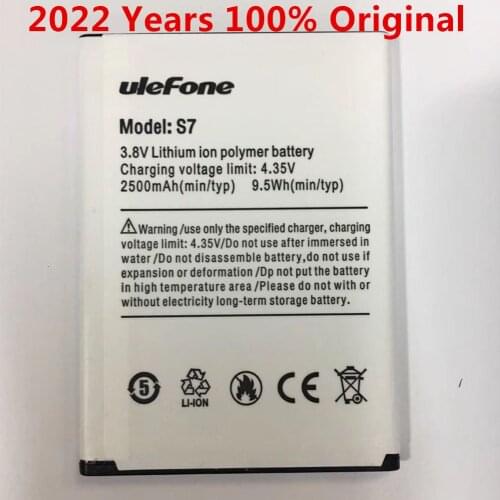 2022 Years 100% Original
ulefone
Model: S7
3.8V Lithium ion polymer battery
Charging voltage limit: 4.35V
2500mAh(min/typ) 9.5Wh(min/typ)
Warning /use only the specified charger, charging
voltage limit: 4.35V/Do not use after immersed in
water /Do not disassemble battery,do not use if
expansion or deformation /Dp not put the battery
in high temperature area /Prohibited do not with or
without electricity long-term storage battery.
5
LI-ION
CE